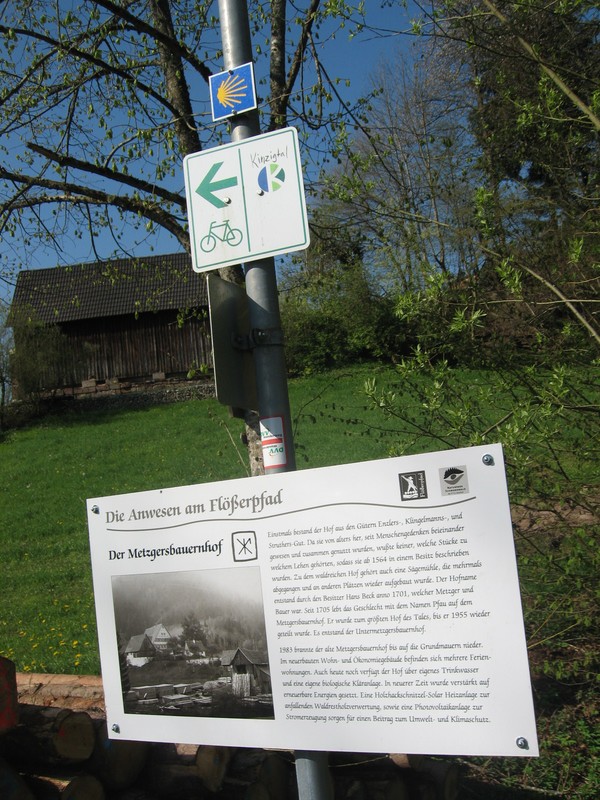 Kinzigtal
Die Anwesen am Flößerpfad
Der Metzgersbauernhof
Einstmals bestand der Hof aus den Gütern Enzlers-, Klingelmanns-, und
Struthers-Gut. Da sie von alters her, seit Menschengedenken beieinander
gewesen und zusammen genutzt wurden, wußte keiner, welche Stücke zu
welchem Lehen gehörten, sodass sie ab 1564 in einem Besitz beschrieben
wurden. Zu dem waldreichen Hof gehört auch eine Sägemühle, die mehrmals
abgegangen und an anderen Plätzen wieder aufgebaut wurde. Der Hofname
entstand durch den Besitzer Hans Beck anno 1701, welcher Metzger und
Bauer war. Seit 1705 lebt das Geschlecht mit dem Namen Pfau auf dem
Metzgersbauernhof. Er wurde zum größten Hof des Tales, bis er 1955 wieder
geteilt wurde. Es entstand der Untermetzgersbauernhof.
1983 brannte der alte Metzgersbauernhof bis auf die Grundmauern nieder.
Im neuerbauten Wohn- und Ökonomiegebäude befinden sich mehrere Ferien-
wohnungen. Auch heute noch verfügt der Hof über eigenes Trinkwasser
und eine eigene biologische Kläranlage. In neuerer Zeit wurde verstärkt auf
erneuerbare Energien gesetzt. Eine Holzhackschnitzel-Solar Heizanlage zur
anfallenden Waldrestholzverwertung, sowie eine Photovoltaikanlage zur
Stromerzeugung sorgen für einen Beitrag zum Umwelt- und Klimaschutz.